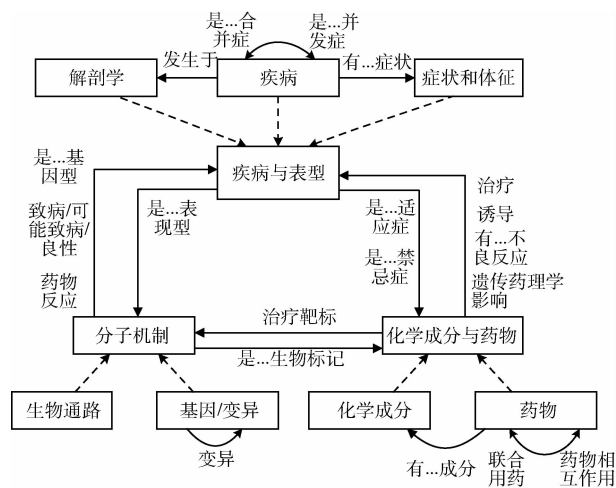 是...合
并症
是...并
发症
解剖学
发生于
疾病
有...症状
症状和体征
疾病与表型
是...基
因型
致病/可
能致病/
良性
药物
反应
是...表
现型
是...适
应症
是...禁
忌症
治疗
诱导
有...不
良反应
遗传药理学
影响
分子机制
治疗靶标
是...生物标记
化学成分与药物
生物通路
基因/变异
化学成分
药物
变异
有...成分
联合
用药
药物相
互作用